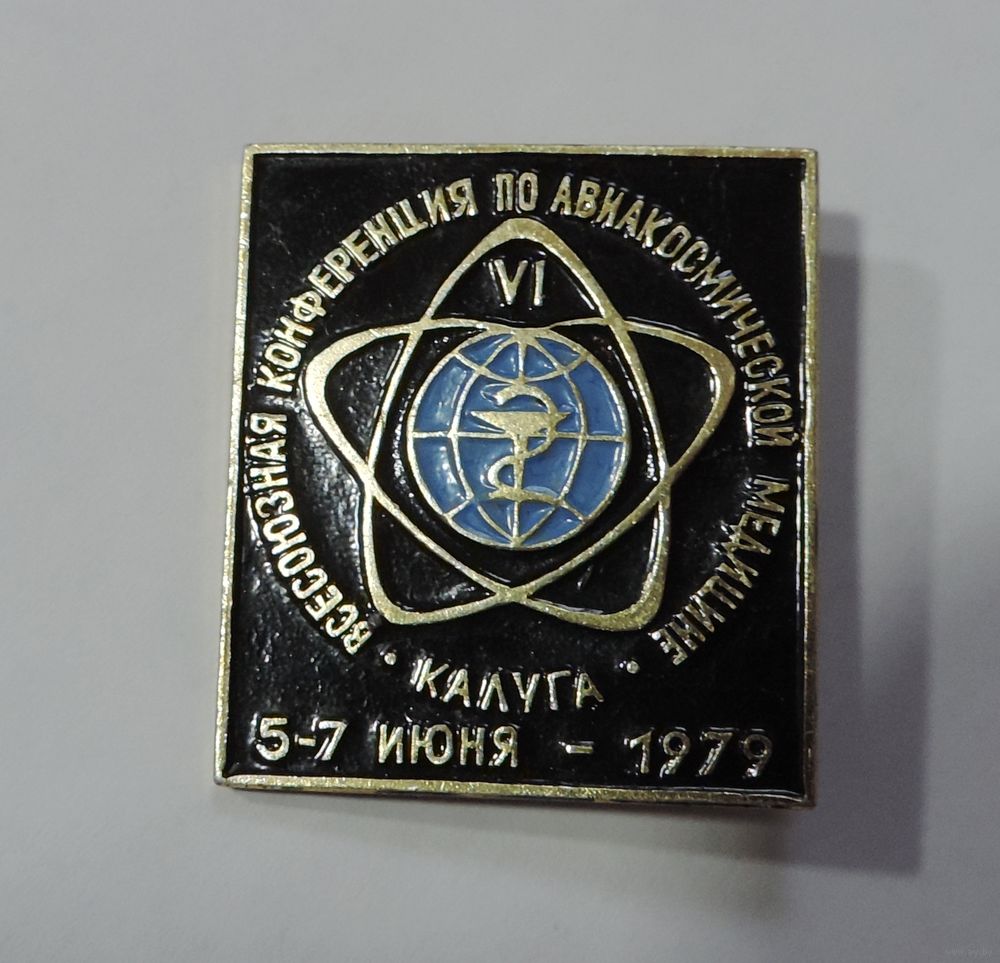 ВСЕСОЮЗНАЯ КОНФЕРЕНЦИЯ ПО АВИАКОСМИЧЕСКОЙ МЕДИЦИНЕ
VI
· КАЛУГА ·
5-7 ИЮНЯ - 1979